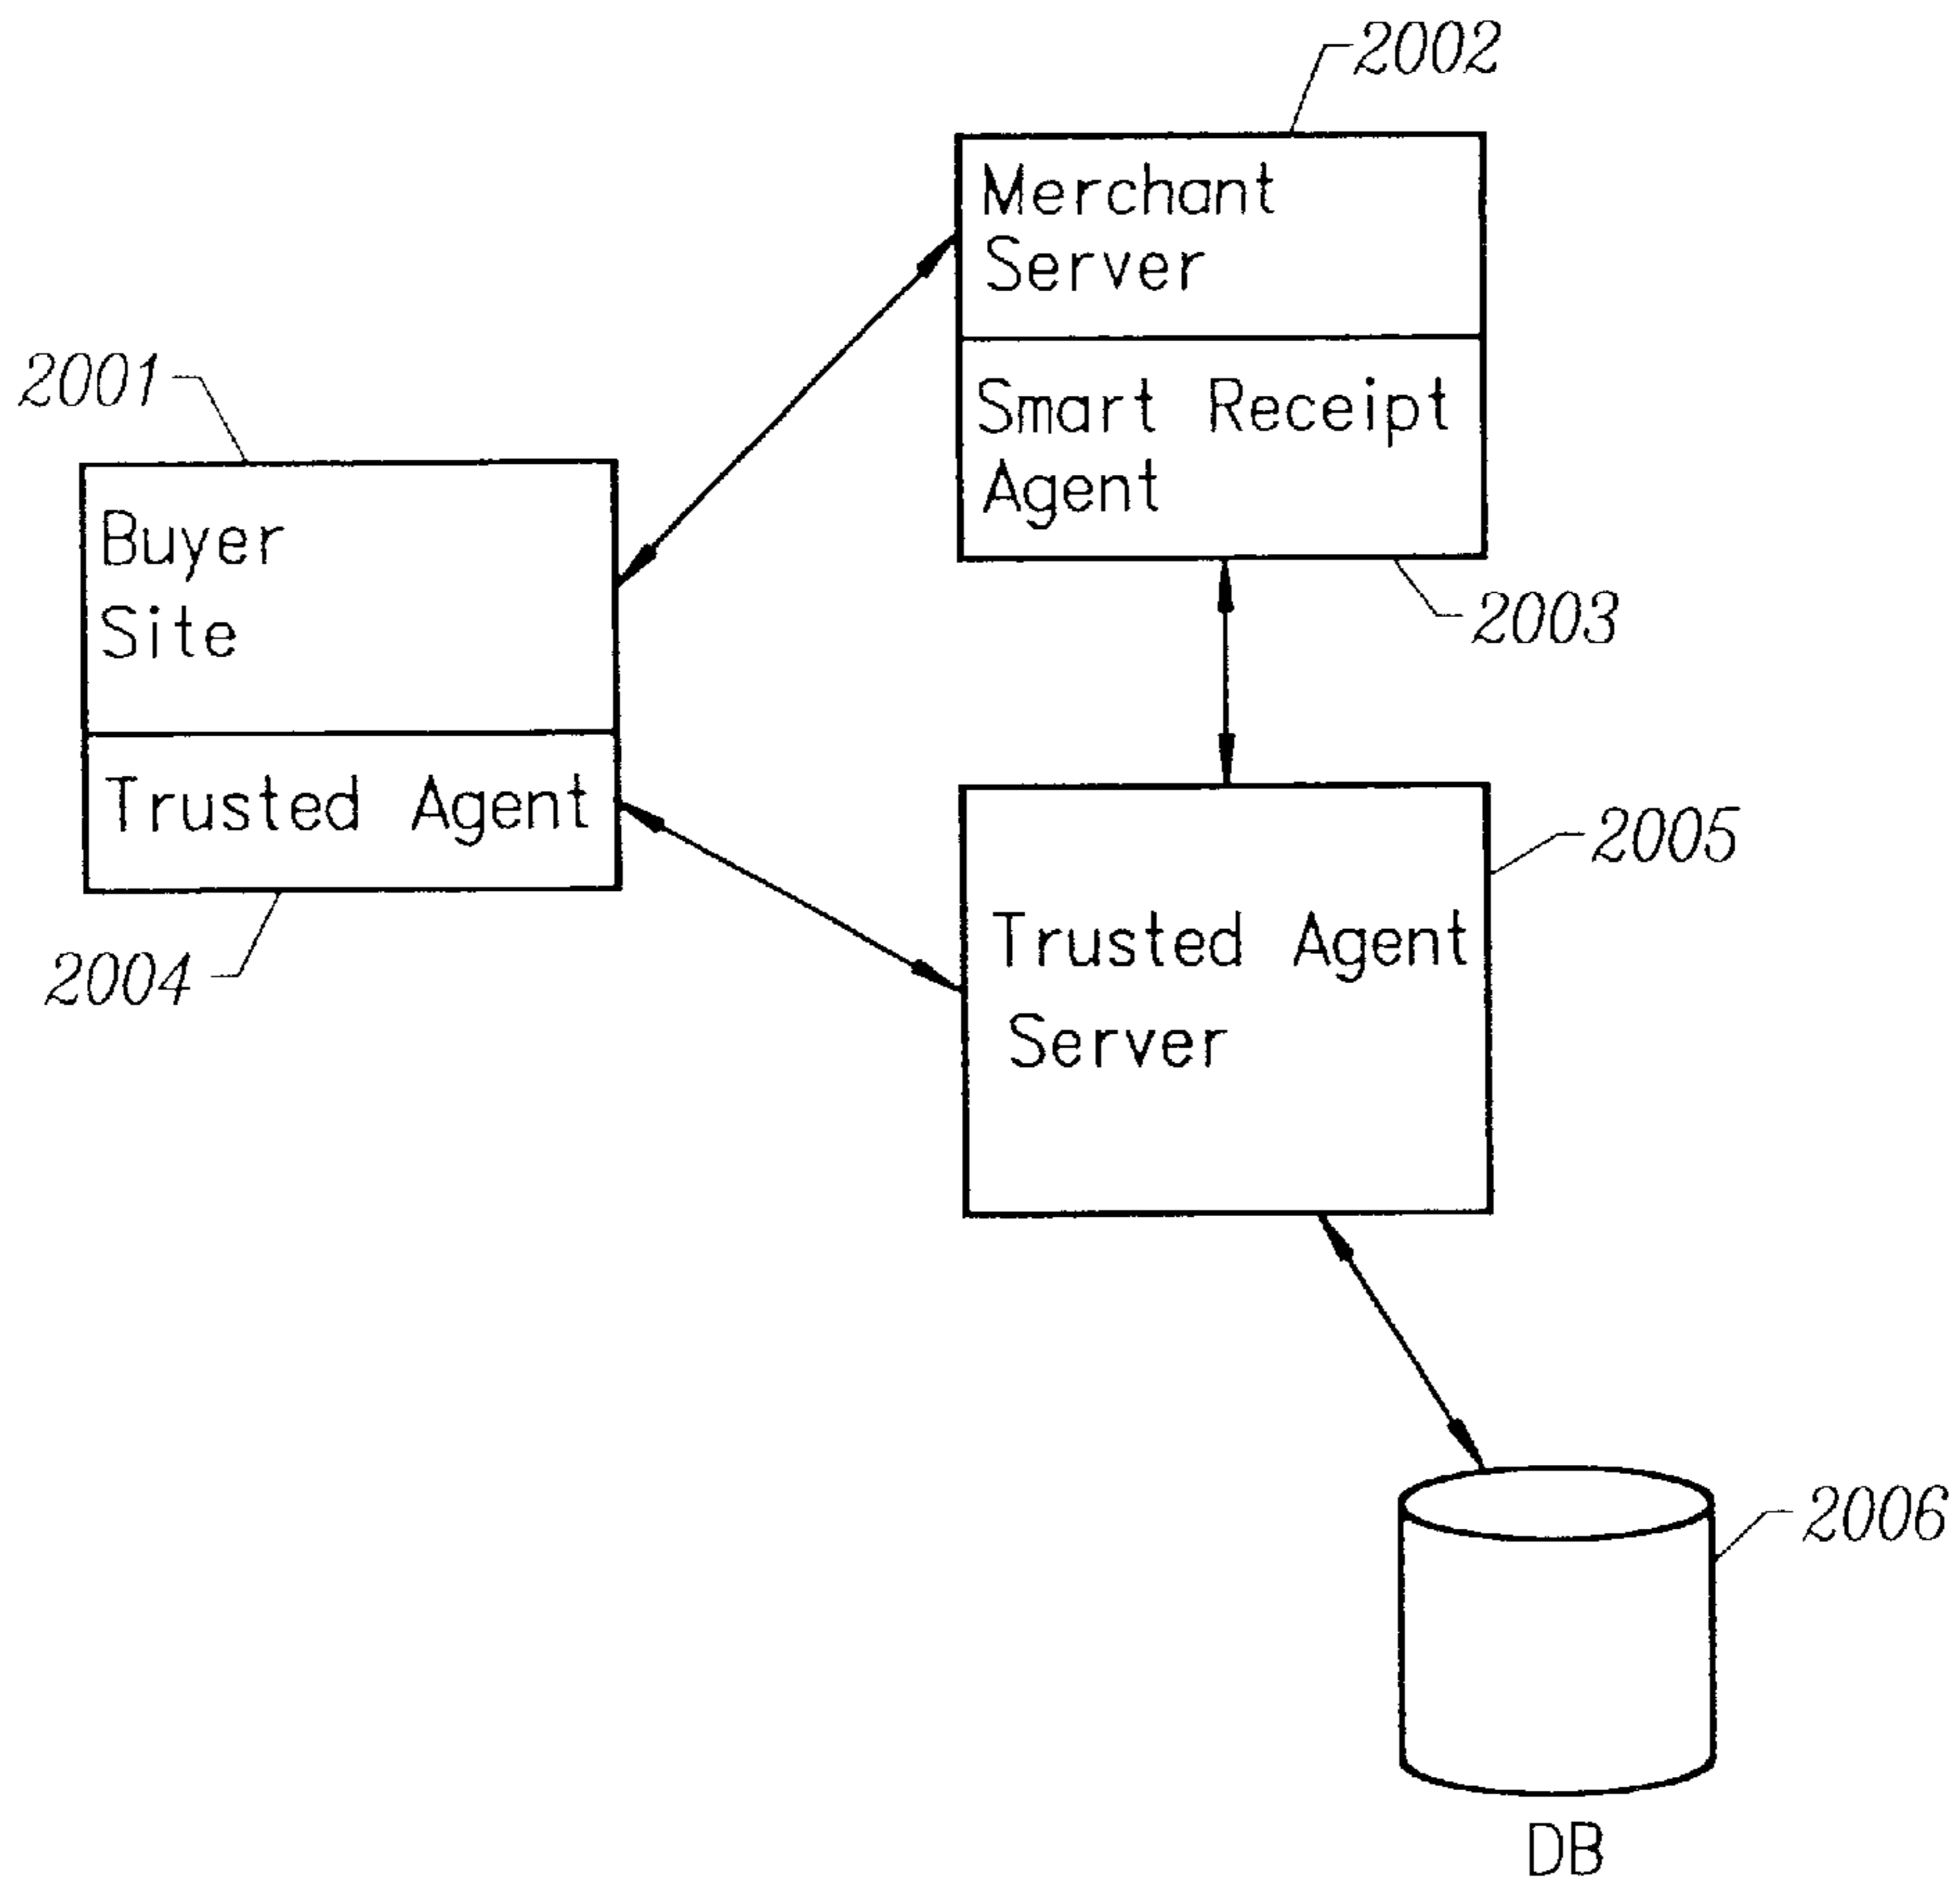 2002
Merchant
Server
2001
Smart Receipt
Agent
Buyer
Site
2003
Trusted Agent
2005
2004
Trusted Agent
Server
2006
DB